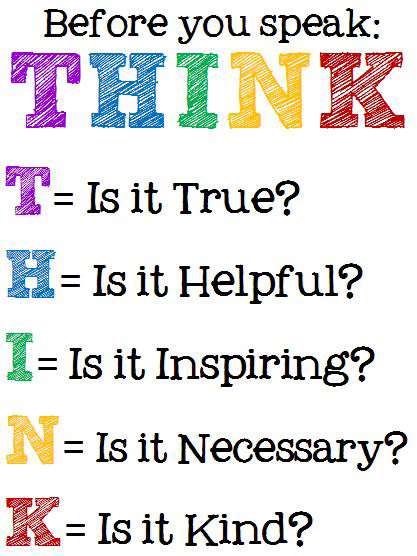 Before you speak:
THINK
T = Is it True?
H = Is it Helpful?
I = Is it Inspiring?
N = Is it Necessary?
K = Is it Kind?